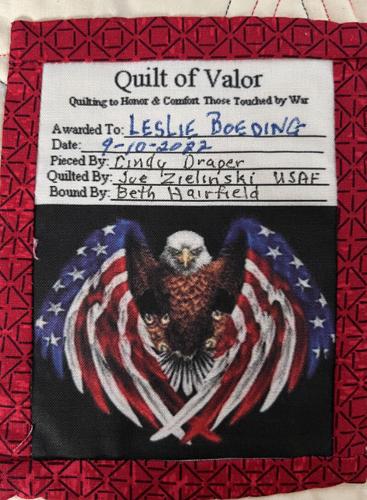 Quilt of Valor
Quilting to Honor & Comfort Those Touched by War
Awarded To: LESLIE BOEDING
Date: 9-10-2022
Pieced By: Cindy Draper
Quilted By: Joe Zielinski USAF
Bound By: Beth Hairfield